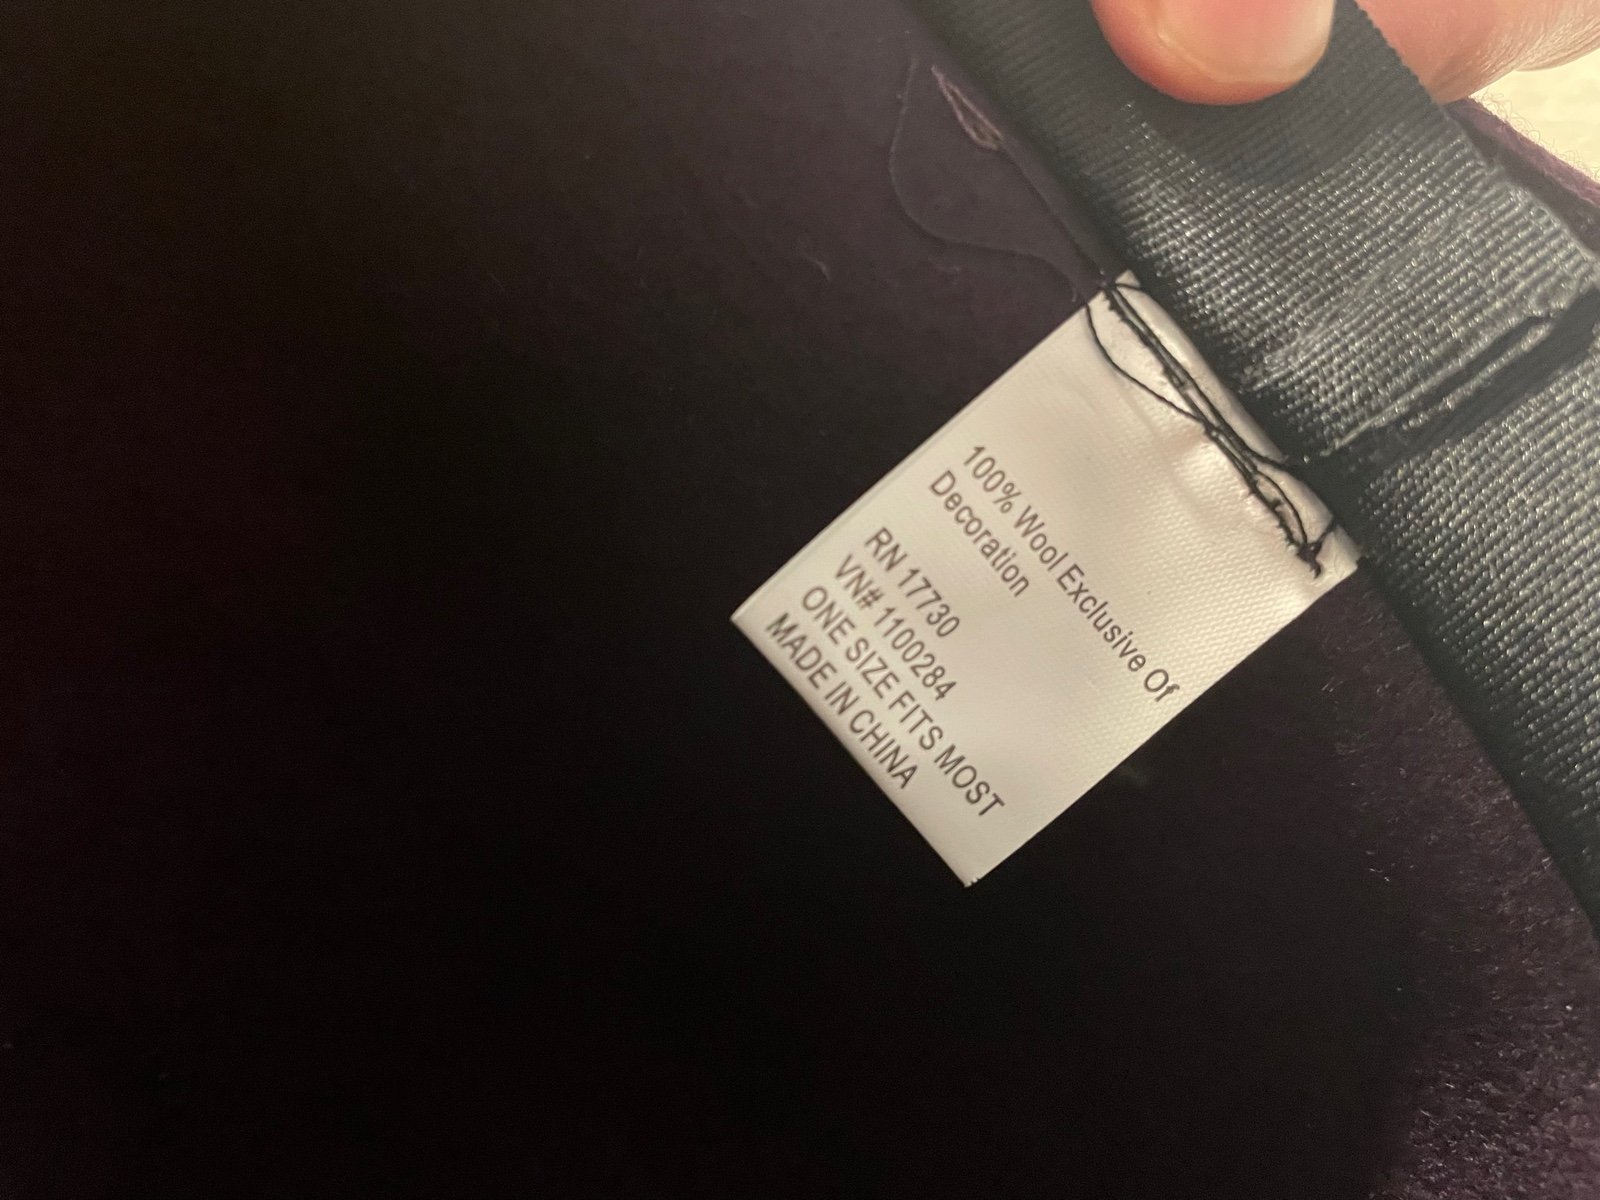 100% Wool Exclusive Of
Decoration
RN 17730
VN# 1100284
ONE SIZE FITS MOST
MADE IN CHINA